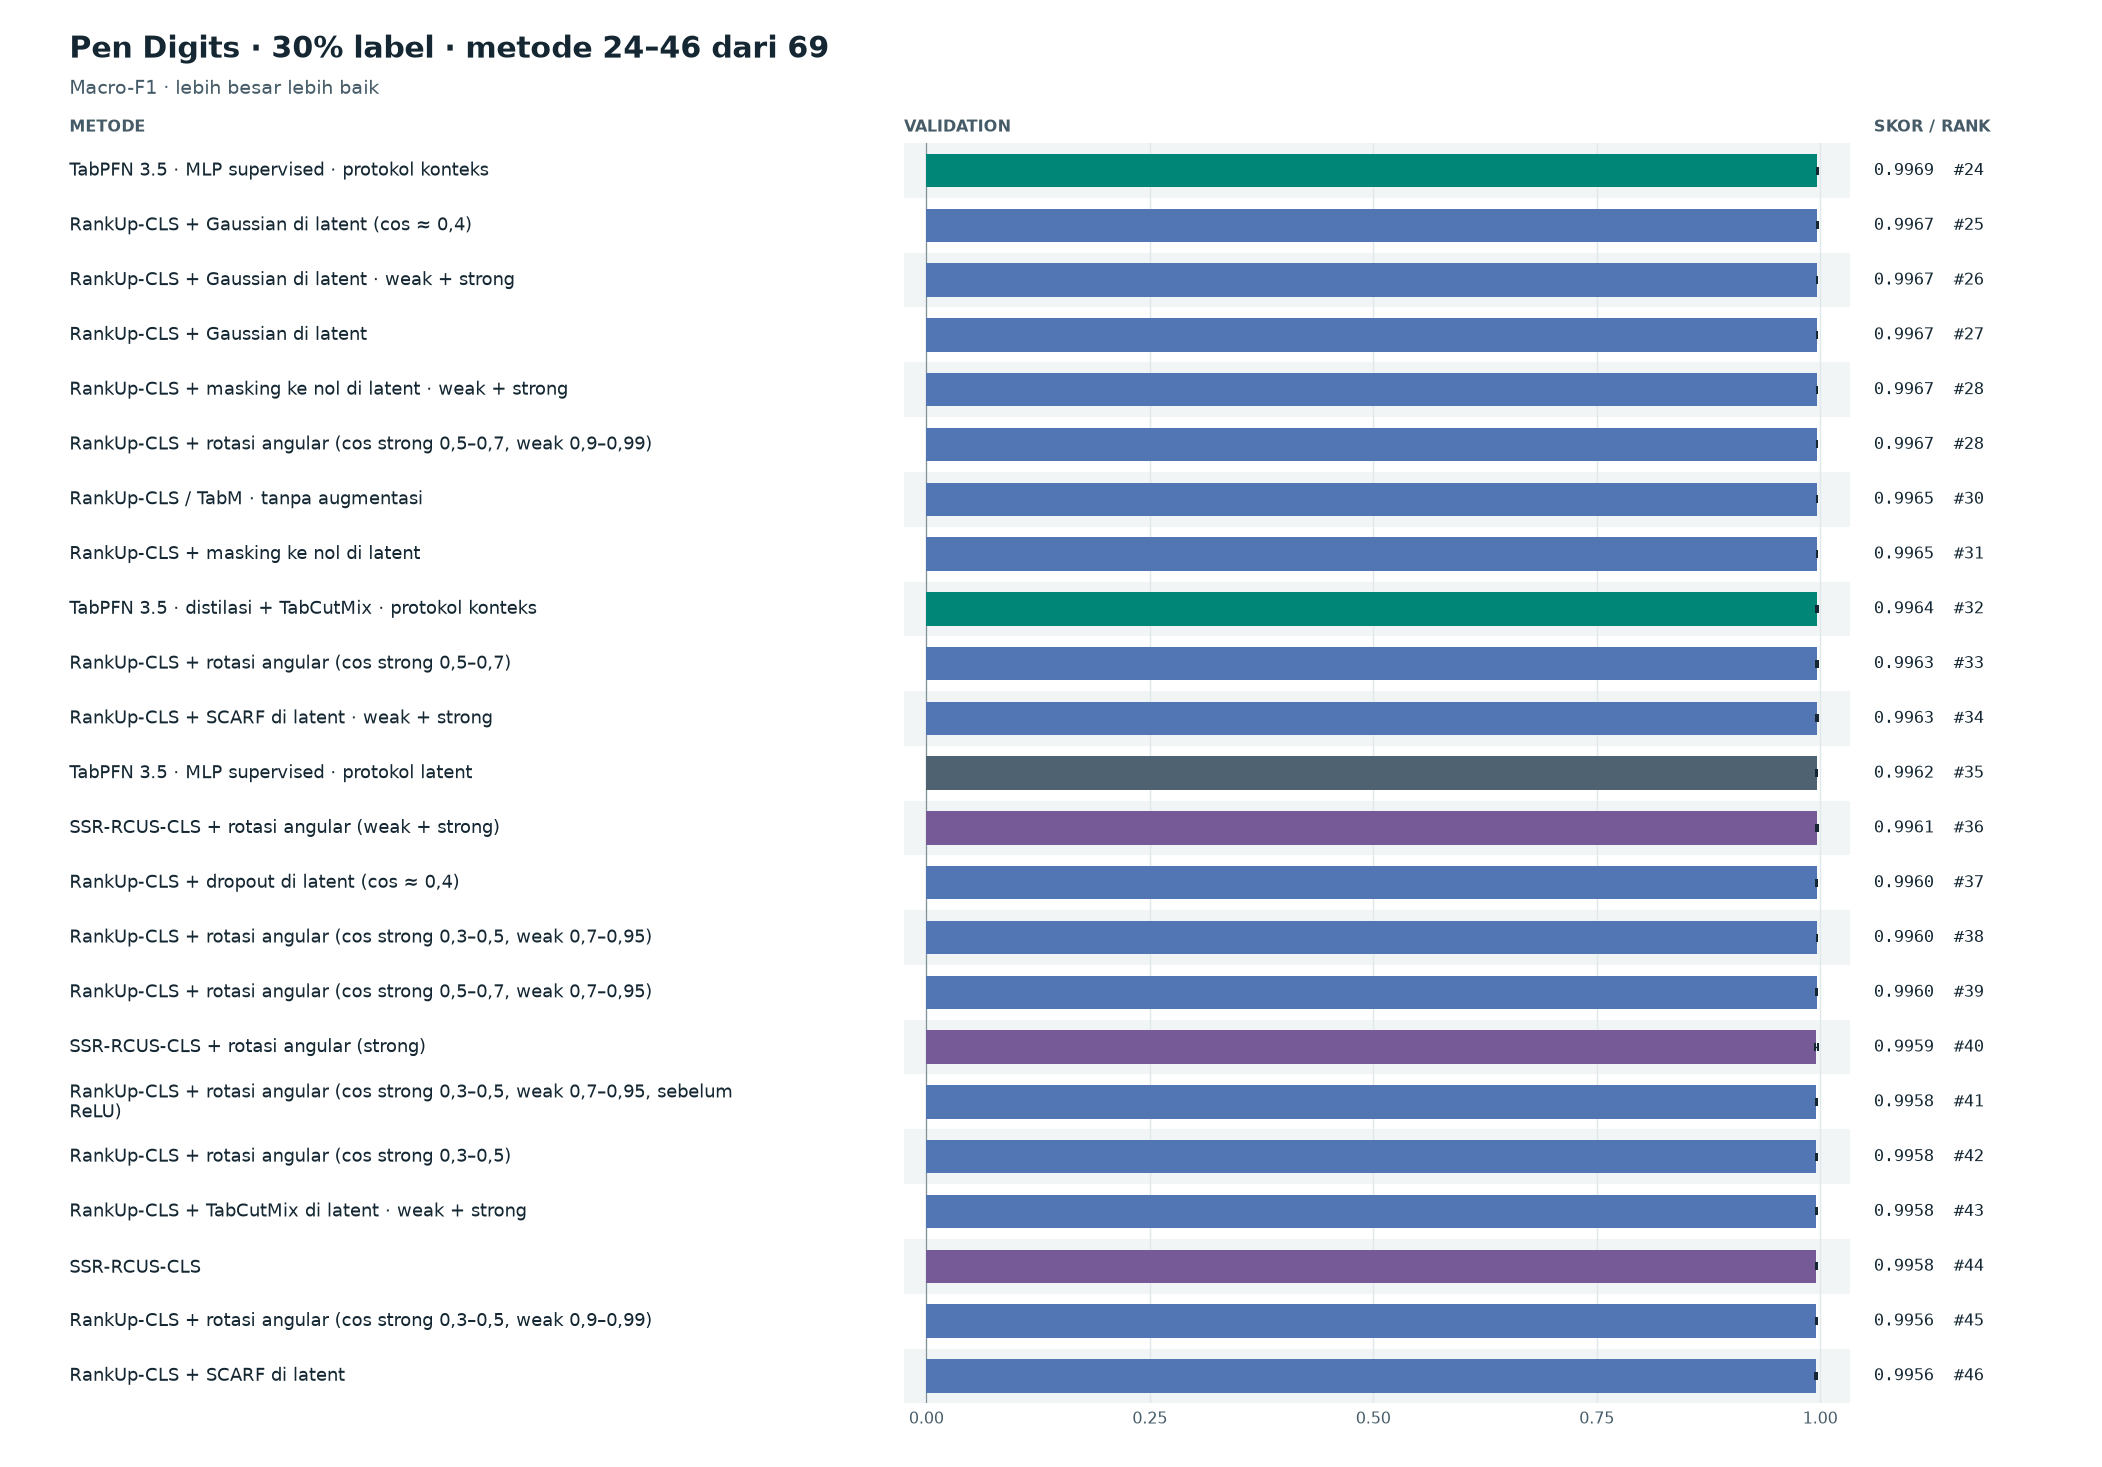 Pen Digits · 30% label · metode 24–46 dari 69
Macro-F1 · lebih besar lebih baik
METODE VALIDATION SKOR / RANK
TabPFN 3.5 · MLP supervised · protokol konteks 0.9969 #24
RankUp-CLS + Gaussian di latent (cos ≈ 0,4) 0.9967 #25
RankUp-CLS + Gaussian di latent · weak + strong 0.9967 #26
RankUp-CLS + Gaussian di latent 0.9967 #27
RankUp-CLS + masking ke nol di latent · weak + strong 0.9967 #28
RankUp-CLS + rotasi angular (cos strong 0,5–0,7, weak 0,9–0,99) 0.9967 #28
RankUp-CLS / TabM · tanpa augmentasi 0.9965 #30
RankUp-CLS + masking ke nol di latent 0.9965 #31
TabPFN 3.5 · distilasi + TabCutMix · protokol konteks 0.9964 #32
RankUp-CLS + rotasi angular (cos strong 0,5–0,7) 0.9963 #33
RankUp-CLS + SCARF di latent · weak + strong 0.9963 #34
TabPFN 3.5 · MLP supervised · protokol latent 0.9962 #35
SSR-RCUS-CLS + rotasi angular (weak + strong) 0.9961 #36
RankUp-CLS + dropout di latent (cos ≈ 0,4) 0.9960 #37
RankUp-CLS + rotasi angular (cos strong 0,3–0,5, weak 0,7–0,95) 0.9960 #38
RankUp-CLS + rotasi angular (cos strong 0,5–0,7, weak 0,7–0,95) 0.9960 #39
SSR-RCUS-CLS + rotasi angular (strong) 0.9959 #40
RankUp-CLS + rotasi angular (cos strong 0,3–0,5, weak 0,7–0,95, sebelum
ReLU) 0.9958 #41
RankUp-CLS + rotasi angular (cos strong 0,3–0,5) 0.9958 #42
RankUp-CLS + TabCutMix di latent · weak + strong 0.9958 #43
SSR-RCUS-CLS 0.9958 #44
RankUp-CLS + rotasi angular (cos strong 0,3–0,5, weak 0,9–0,99) 0.9956 #45
RankUp-CLS + SCARF di latent 0.9956 #46
0.00 0.25 0.50 0.75 1.00